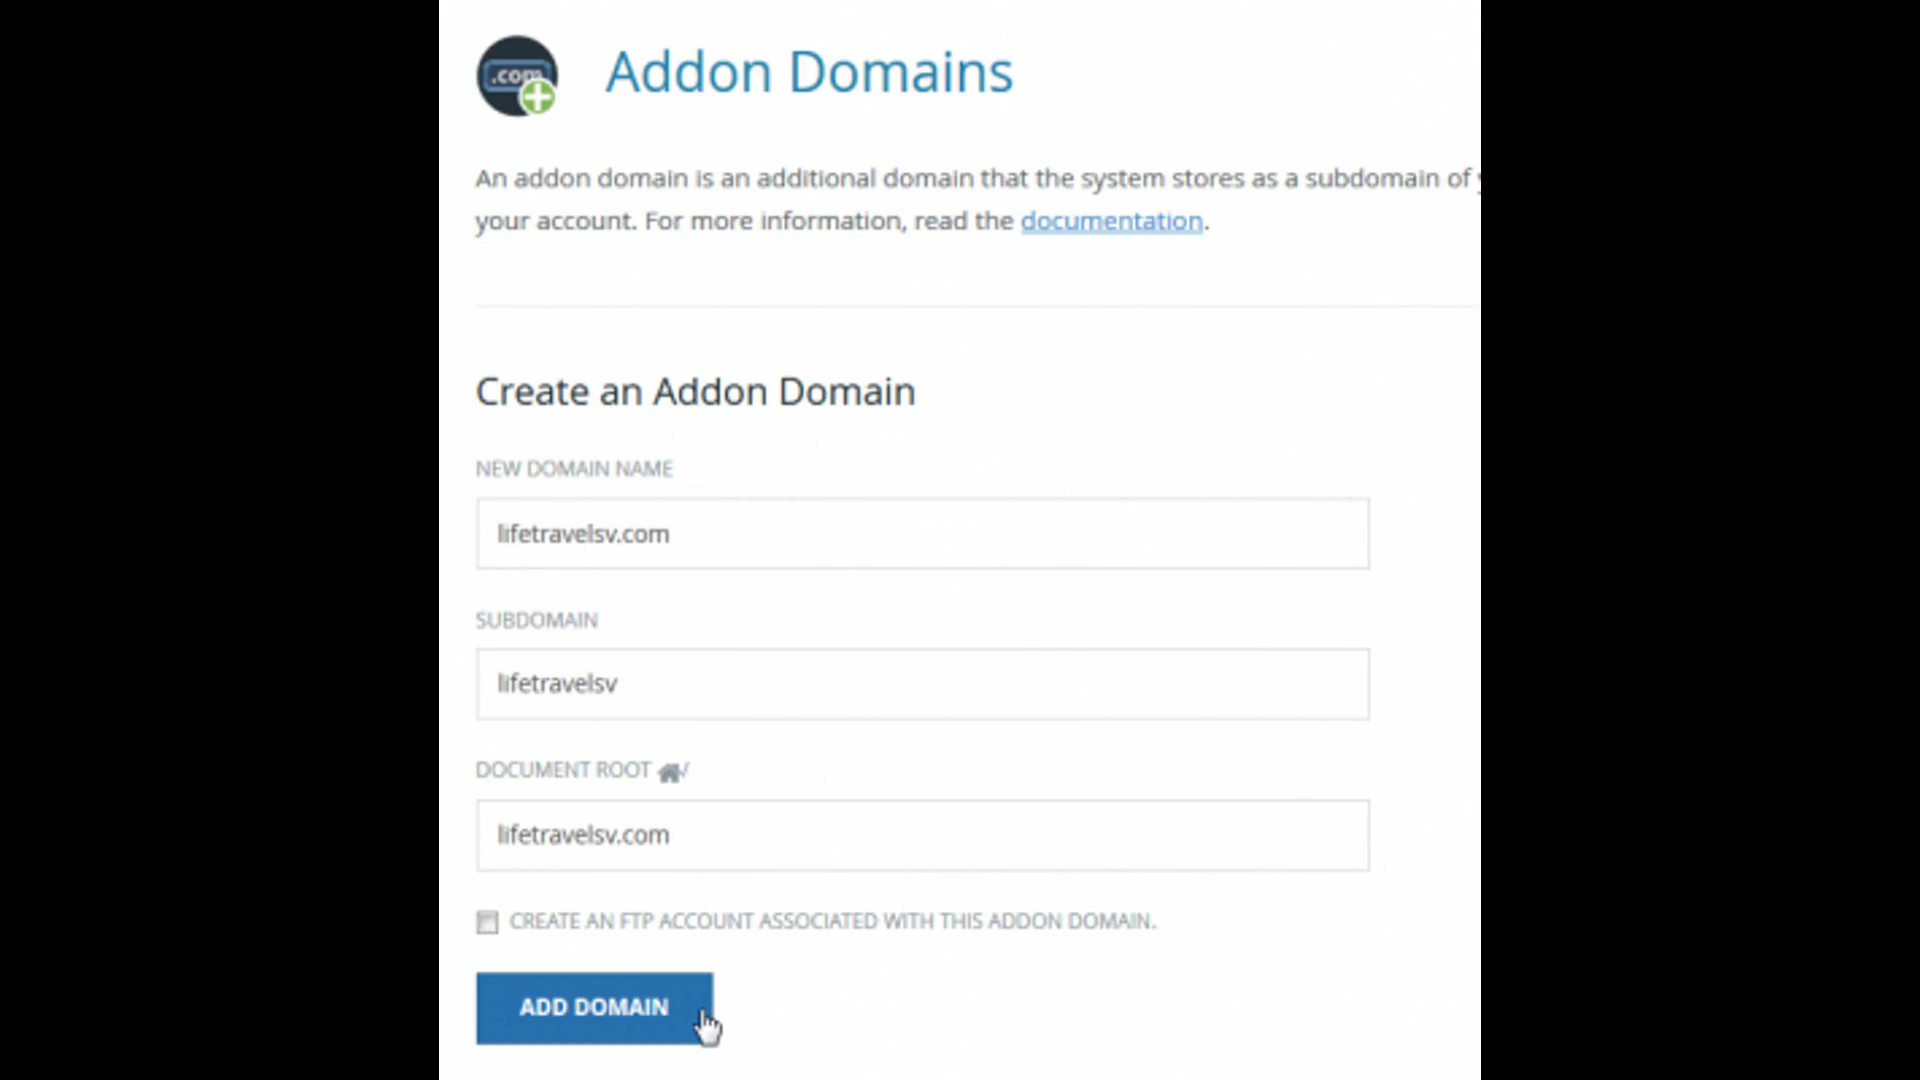 .com
Addon Domains
An addon domain is an additional domain that the system stores as a subdomain of
your account. For more information, read the documentation.
Create an Addon Domain
NEW DOMAIN NAME
lifetravelsv.com
SUBDOMAIN
lifetravelsv
DOCUMENT ROOT /
lifetravelsv.com
CREATE AN FTP ACCOUNT ASSOCIATED WITH THIS ADDON DOMAIN.
ADD DOMAIN